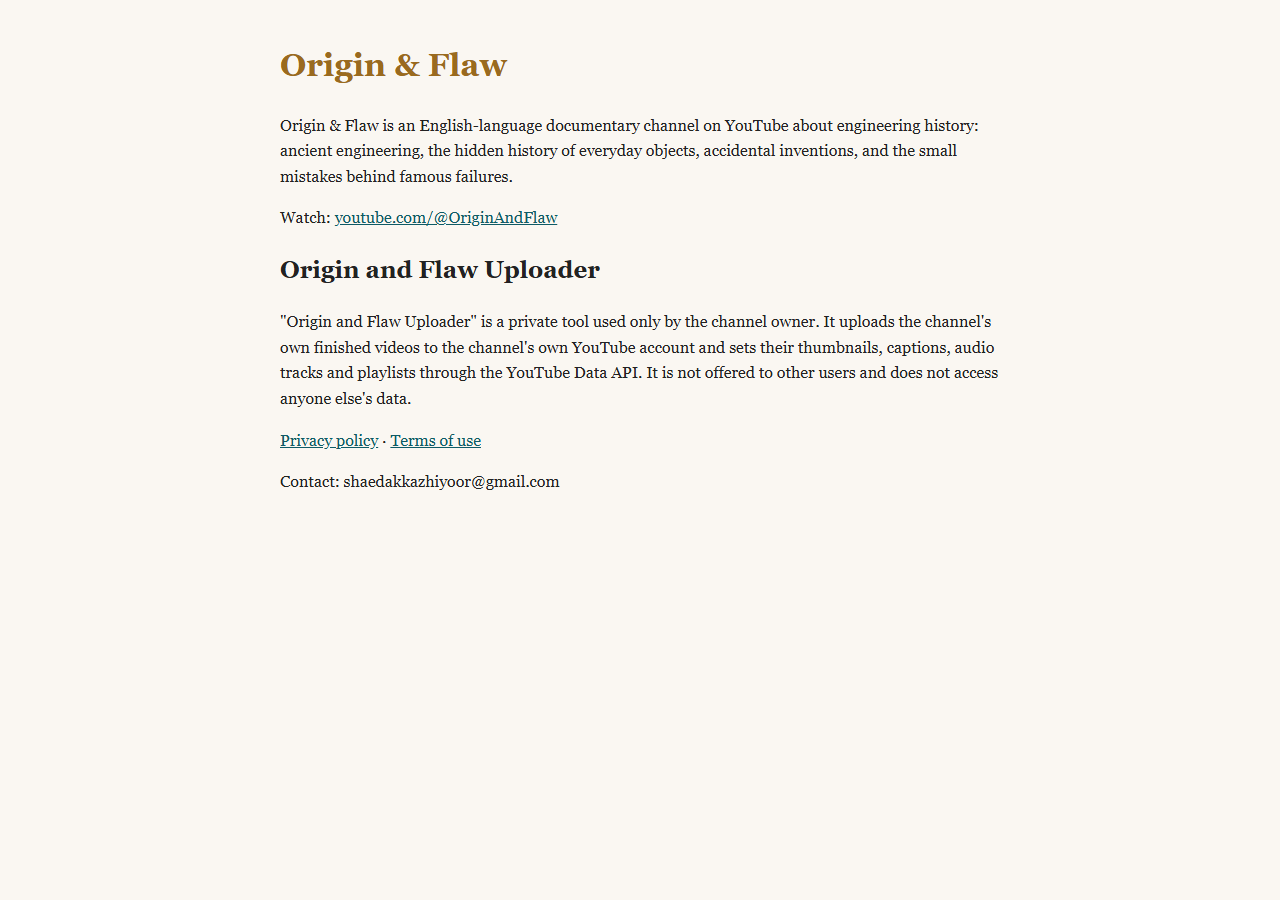 Origin & Flaw
Origin & Flaw is an English-language documentary channel on YouTube about engineering history:
ancient engineering, the hidden history of everyday objects, accidental inventions, and the small
mistakes behind famous failures.
Watch: youtube.com/@OriginAndFlaw
Origin and Flaw Uploader
"Origin and Flaw Uploader" is a private tool used only by the channel owner. It uploads the channel's
own finished videos to the channel's own YouTube account and sets their thumbnails, captions, audio
tracks and playlists through the YouTube Data API. It is not offered to other users and does not access
anyone else's data.
Privacy policy · Terms of use
Contact: shaedakkazhiyoor@gmail.com